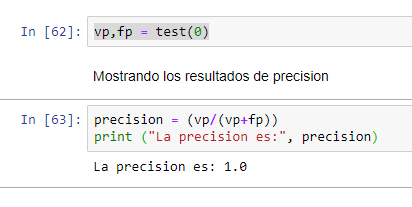 In [62]: vp,fp = test(0)
Mostrando los resultados de precision
In [63]: precision = (vp/(vp+fp))
print ("La precision es:", precision)
La precision es: 1.0